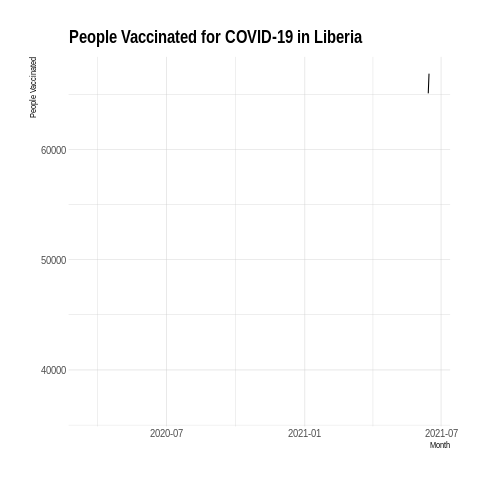 People Vaccinated for COVID-19 in Liberia
People Vaccinated
60000
50000
40000
2020-07
2021-01
2021-07
Month